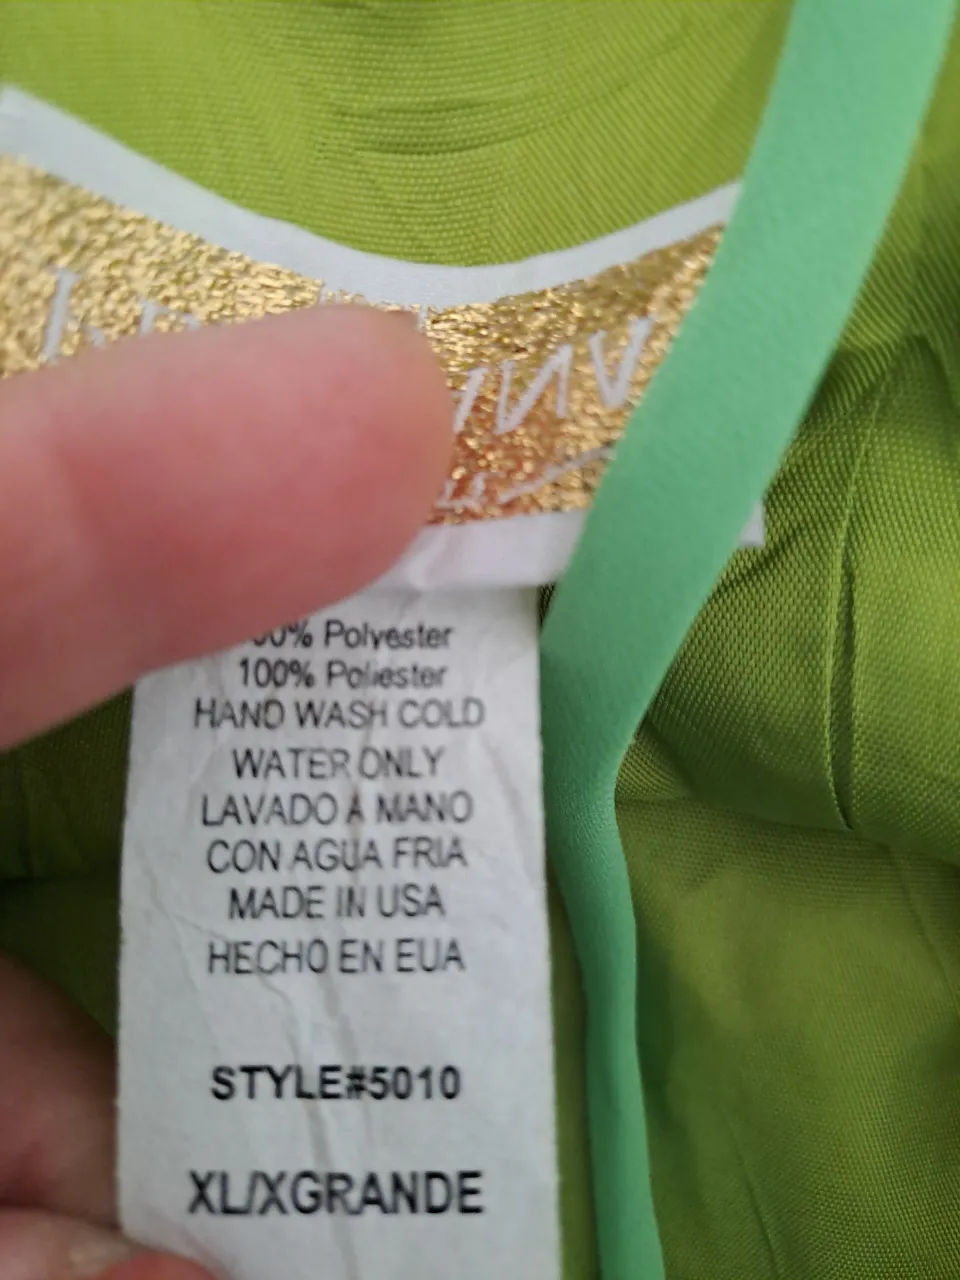 00% Polyester
100% Poliester
HAND WASH COLD
WATER ONLY
LAVADO A MANO
CON AGUA FRIA
MADE IN USA
HECHO EN EUA
STYLE#5010
XL/XGRANDE